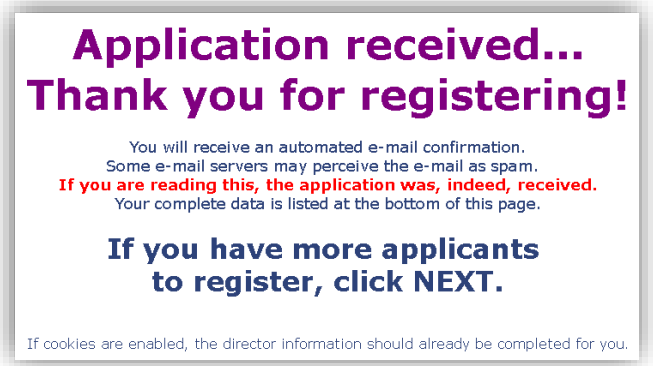 Application received...
Thank you for registering!
You will receive an automated e-mail confirmation.
Some e-mail servers may perceive the e-mail as spam.
If you are reading this, the application was, indeed, received.
Your complete data is listed at the bottom of this page.
If you have more applicants
to register, click NEXT.
If cookies are enabled, the director information should already be completed for you.